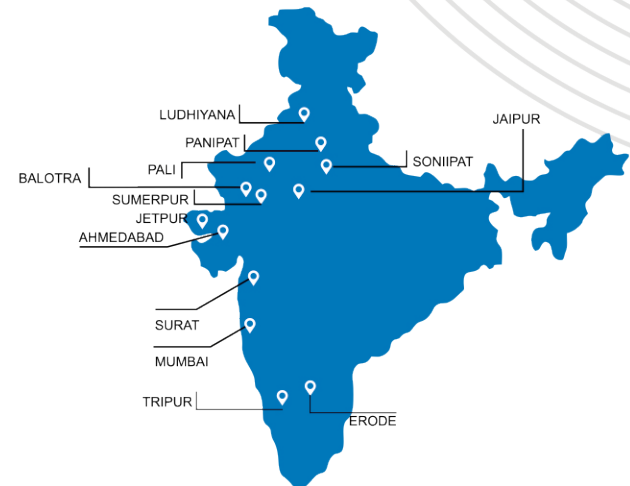 LUDHIYANA
JAIPUR
PANIPAT
SONIIPAT
PALI
BALOTRA
SUMERPUR
JETPUR
AHMEDABAD
SURAT
MUMBAI
TRIPUR
ERODE